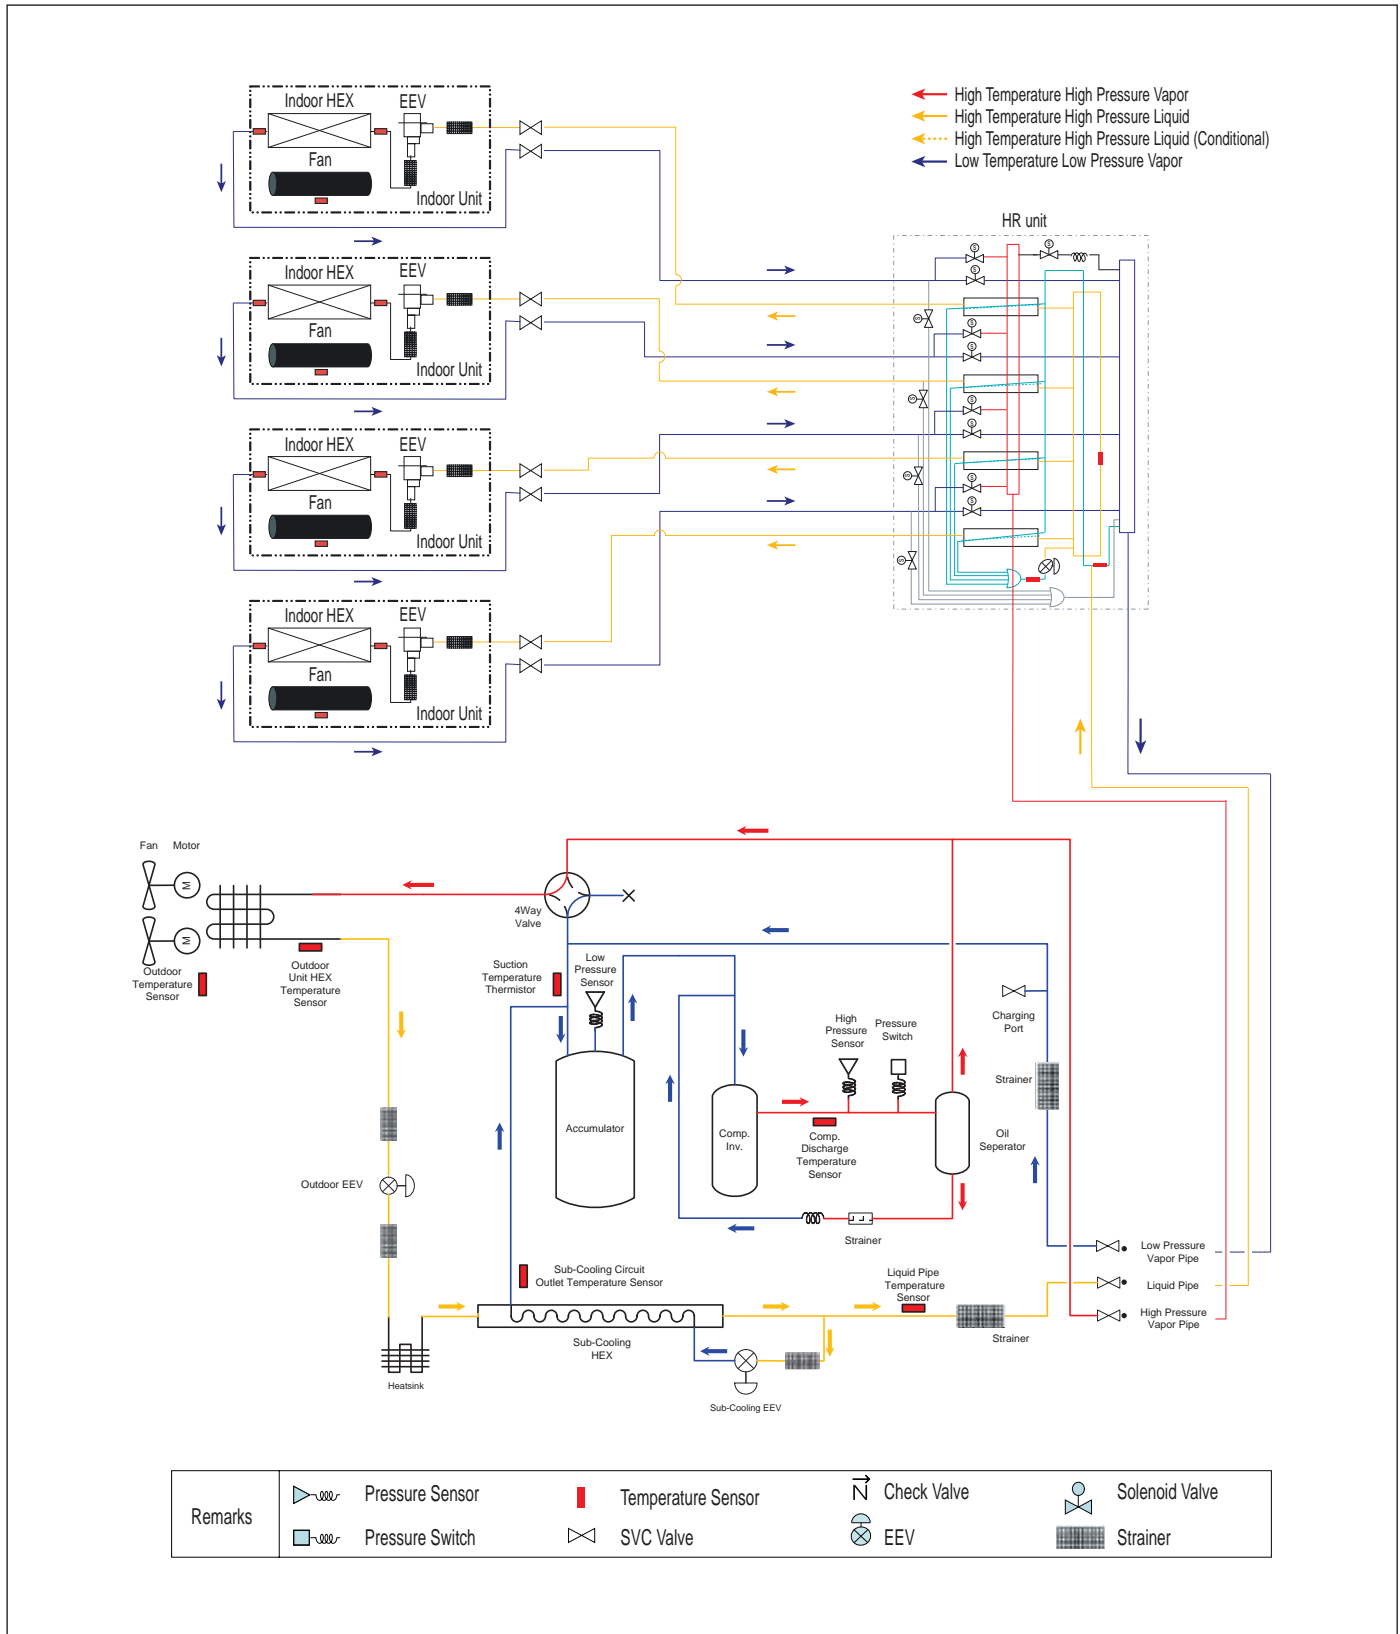 High Temperature High Pressure Vapor
High Temperature High Pressure Liquid
High Temperature High Pressure Liquid (Conditional)
Low Temperature Low Pressure Vapor
Indoor HEX
EEV
Fan
Indoor Unit
HR unit
S
S
S
S
S
S
S
S
S
S
S
S
S
Indoor HEX
EEV
Fan
Indoor Unit
Indoor HEX
EEV
Fan
Indoor Unit
Indoor HEX
EEV
Fan
Indoor Unit
Fan
Motor
M
M
Outdoor
Temperature
Sensor
Outdoor
Unit HEX
Temperature
Sensor
4Way
Valve
Suction
Temperature
Thermistor
Low
Pressure
Sensor
High
Pressure
Sensor
Pressure
Switch
Charging
Port
Strainer
Accumulator
Comp.
Inv.
Comp.
Discharge
Temperature
Sensor
Oil
Seperator
Outdoor EEV
Strainer
Sub-Cooling Circuit
Outlet Temperature Sensor
Liquid Pipe
Temperature
Sensor
Low Pressure
Vapor Pipe
Liquid Pipe
High Pressure
Vapor Pipe
Strainer
Sub-Cooling
HEX
Heatsink
Sub-Cooling EEV
Remarks
Pressure Sensor
Temperature Sensor
N
Check Valve
Solenoid Valve
Pressure Switch
SVC Valve
EEV
Strainer